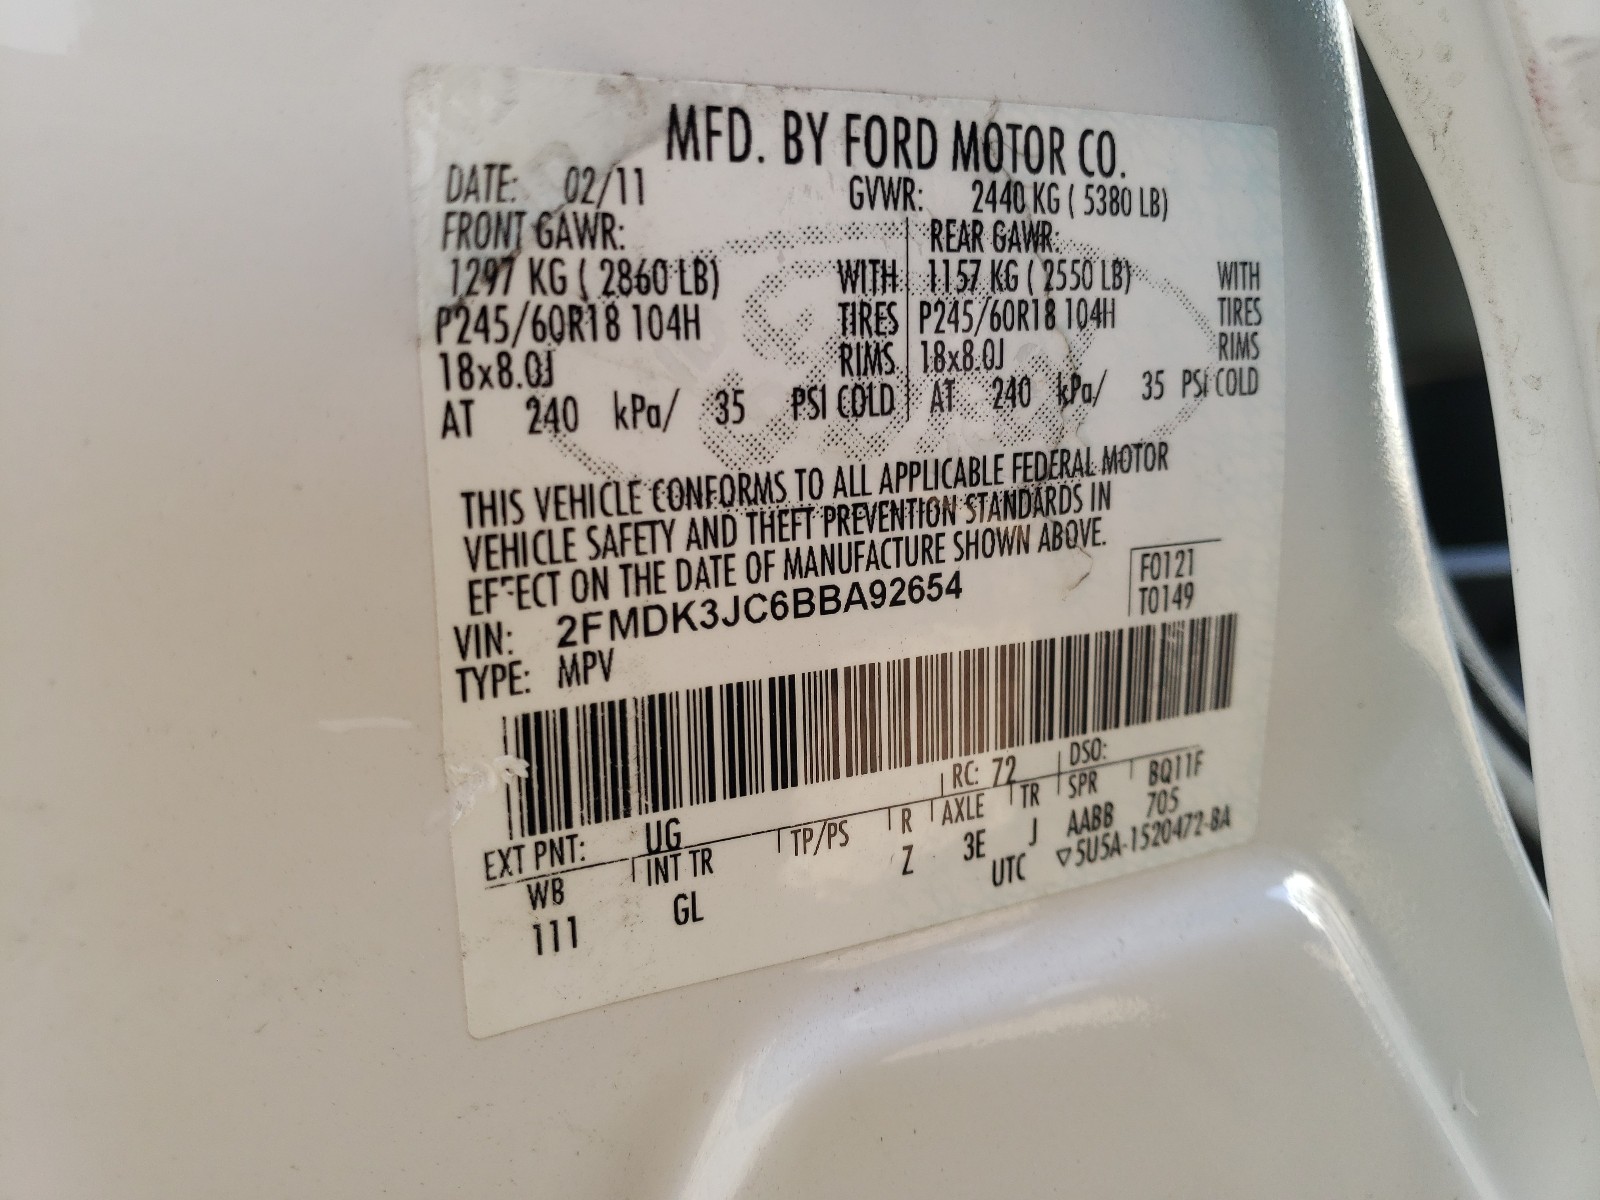 MFD. BY FORD MOTOR CO.
DATE: 02/11 GVWR: 2440 KG ( 5380 LB)
FRONT GAWR: REAR GAWR:
1297 KG ( 2860 LB) WITH 1157 KG ( 2550 LB) WITH
P245/60R18 104H TIRES P245/60R18 104H TIRES
18x8.0J RIMS 18x8.0J RIMS
AT 240 kPa/ 35 PSI COLD AT 240 kPa/ 35 PSI COLD
THIS VEHICLE CONFORMS TO ALL APPLICABLE FEDERAL MOTOR
VEHICLE SAFETY AND THEFT PREVENTION STANDARDS IN
EFFECT ON THE DATE OF MANUFACTURE SHOWN ABOVE.
VIN: 2FMDK3JC6BBA92654 F0121
TYPE: MPV T0149
RC: 72 DSO:
EXT PNT: UG
WB INT TR TP/PS R AXLE TR SPR BQ11F
111 GL Z 3E J AABB 705
UTC ▽5U5A-1520472-BA